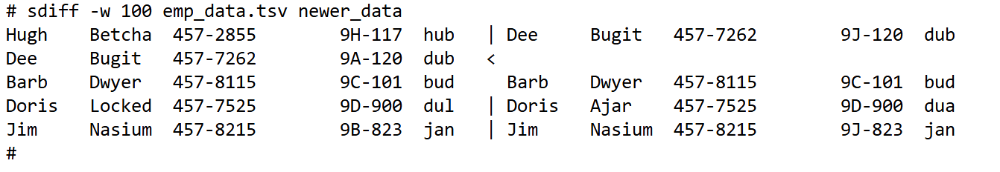 # sdiff -w 100 emp_data.tsv newer_data
Hugh    Betcha  457-2855        9H-117  hub   | Dee     Bugit   457-7262        9J-120  dub
Dee     Bugit   457-7262        9A-120  dub   <
Barb    Dwyer   457-8115        9C-101  bud     Barb    Dwyer   457-8115        9C-101  bud
Doris   Locked  457-7525        9D-900  dul   | Doris   Ajar    457-7525        9D-900  dua
Jim     Nasium  457-8215        9B-823  jan   | Jim     Nasium  457-8215        9J-823  jan
#